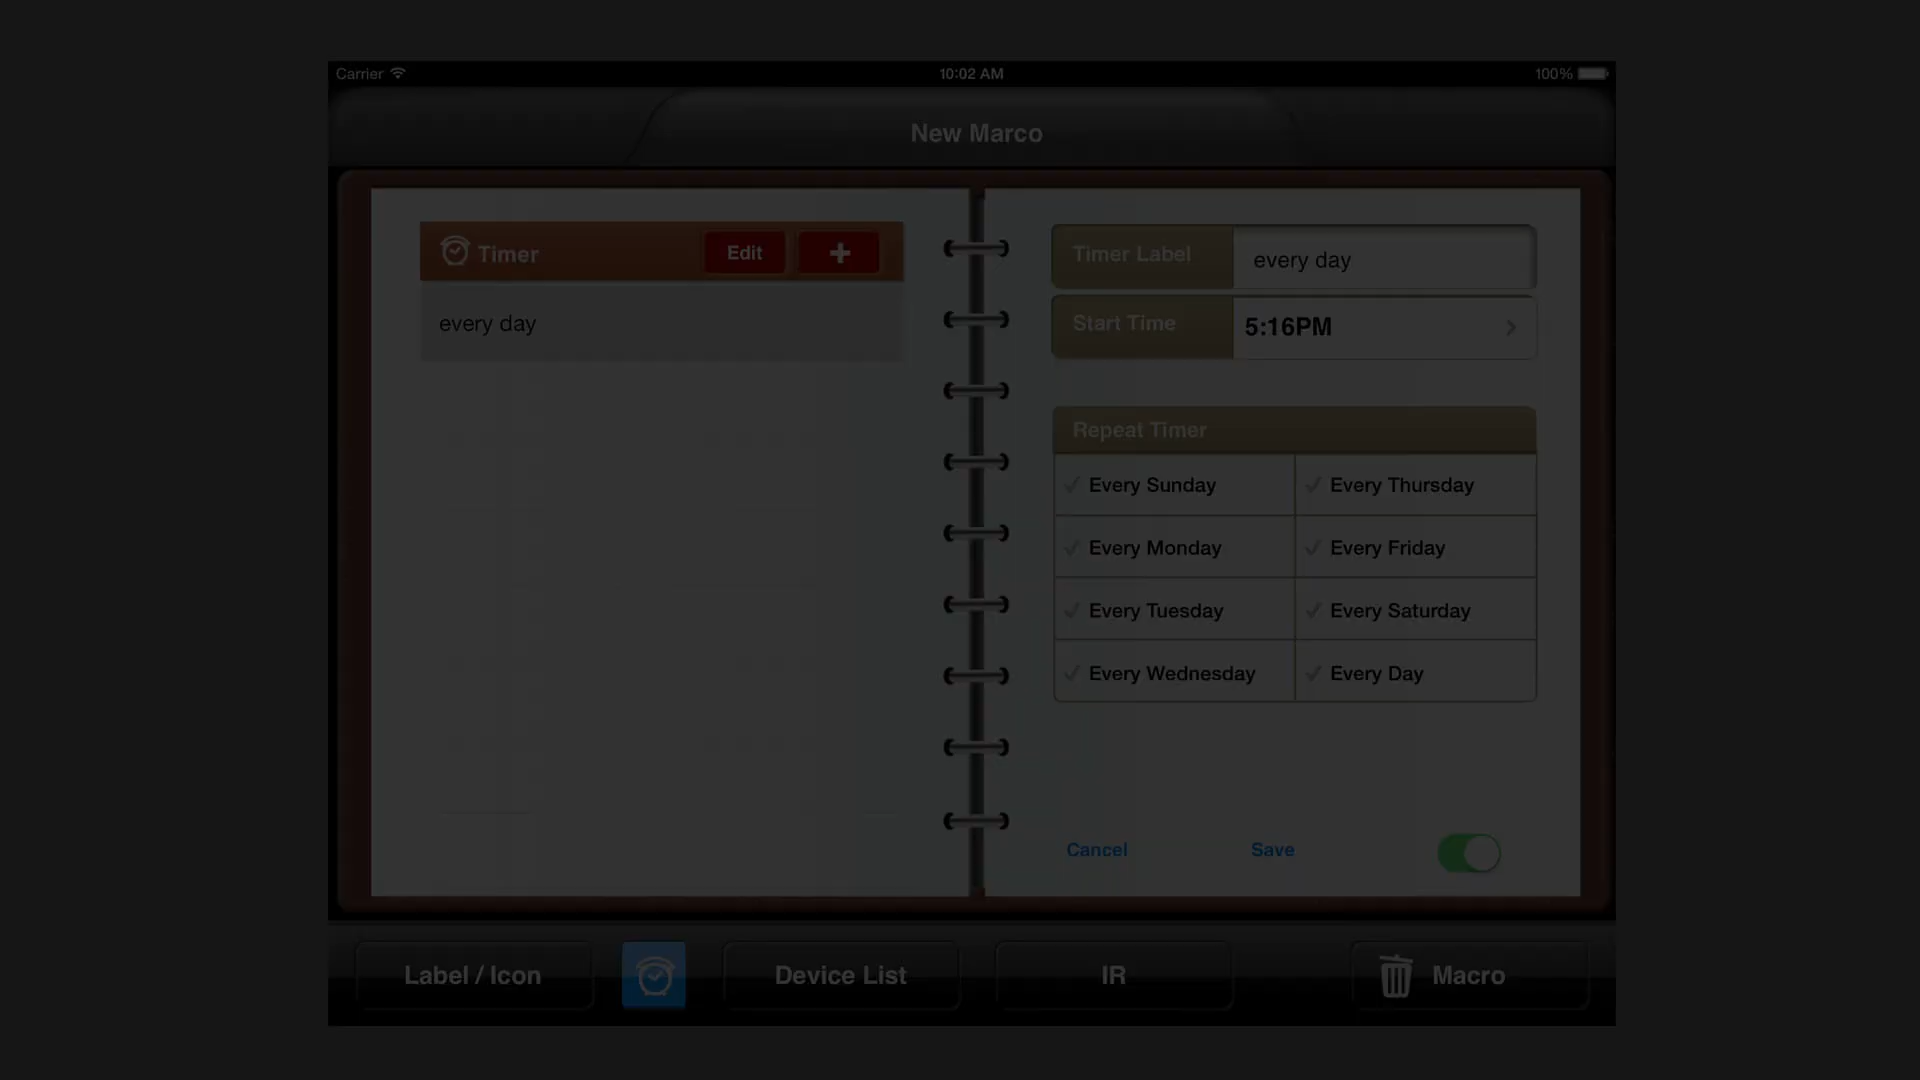 Carrier
10:02 AM
100%
New Marco
Timer
Edit
every day
Timer Label
every day
Start Time
5:16PM
Repeat Timer
Every Sunday
Every Thursday
Every Monday
Every Friday
Every Tuesday
Every Saturday
Every Wednesday
Every Day
Cancel
Save
Label / Icon
Device List
IR
Macro